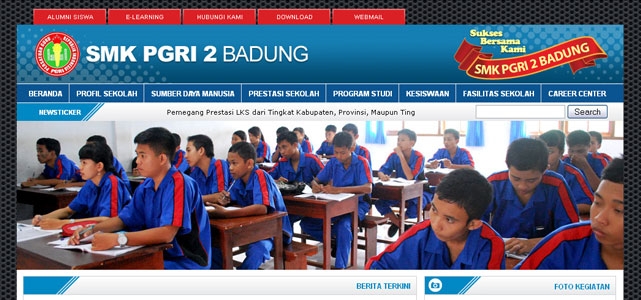 ALUMNI SISWA
E-LEARNING
HUBUNGI KAMI
DOWNLOAD
WEBMAIL
SMK PGRI 2 BADUNG
Sukses
Bersama
Kami
SMK PGRI 2 BADUNG
BERANDA
PROFIL SEKOLAH
SUMBER DAYA MANUSIA
PRESTASI SEKOLAH
PROGRAM STUDI
KESISWAAN
FASILITAS SEKOLAH
CAREER CENTER
NEWSTICKER
Pemegang Prestasi LKS dari Tingkat Kabupaten, Provinsi, Maupun Ting
Search
BERITA TERKINI
FOTO KEGIATAN